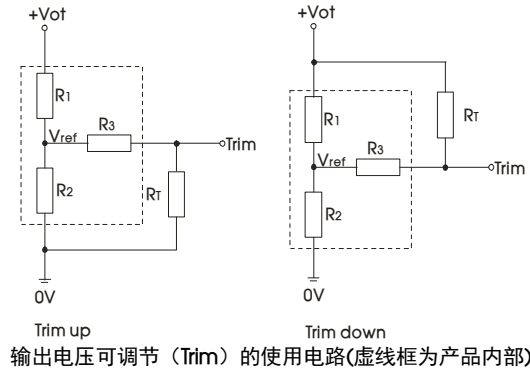 +Vot
R1
R3
Vref
Trim
R2
RT
0V
Trim up
+Vot
R1
RT
R3
Vref
Trim
R2
0V
Trim down
输出电压可调节（Trim）的使用电路(虚线框为产品内部)